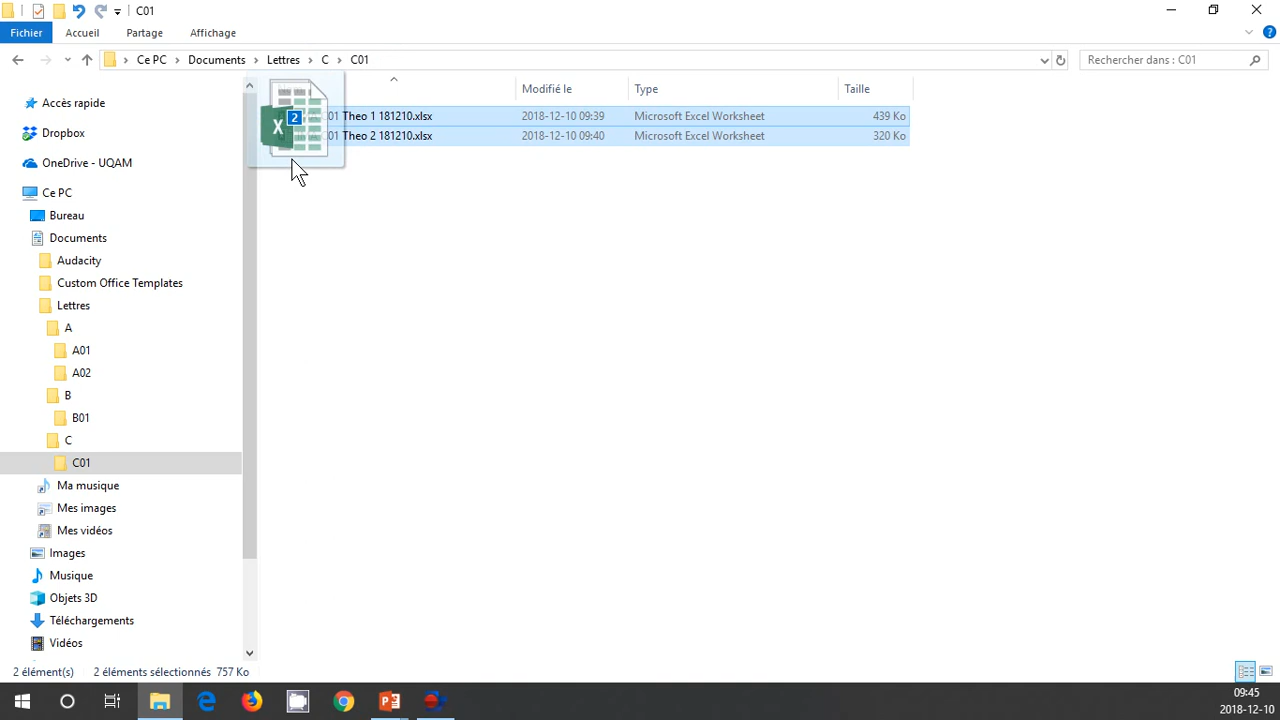 C01
Fichier Accueil Partage Affichage
Ce PC Documents Lettres C C01
Rechercher dans : C01
Modifié le Type Taille
C01 Theo 1 181210.xlsx 2018-12-10 09:39 Microsoft Excel Worksheet 439 Ko
C01 Theo 2 181210.xlsx 2018-12-10 09:40 Microsoft Excel Worksheet 320 Ko
2
Accès rapide
Dropbox
OneDrive - UQAM
Ce PC
Bureau
Documents
Audacity
Custom Office Templates
Lettres
A
A01
A02
B
B01
C
C01
Ma musique
Mes images
Mes vidéos
Images
Musique
Objets 3D
Téléchargements
Vidéos
2 élément(s) 2 éléments sélectionnés 757 Ko
09:45
2018-12-10